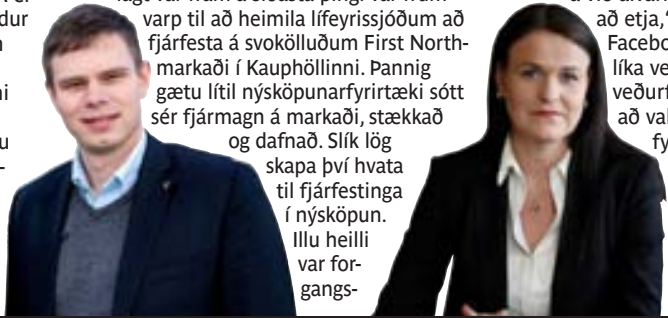 varp til að heimila lífeyrissjóðum að
fjárfesta á svokölluðum First North-
markaði í Kauphöllinni. Þannig
gætu lítil nýsköpunarfyrirtæki sótt
sér fjármagn á markaði, stækkað
og dafnað. Slík lög
skapa því hvata
til fjárfestinga
í nýsköpun.
Illu heilli
var for-
gangs-
að etja,“
Facebo
líka ve
veðurf
að val
fy